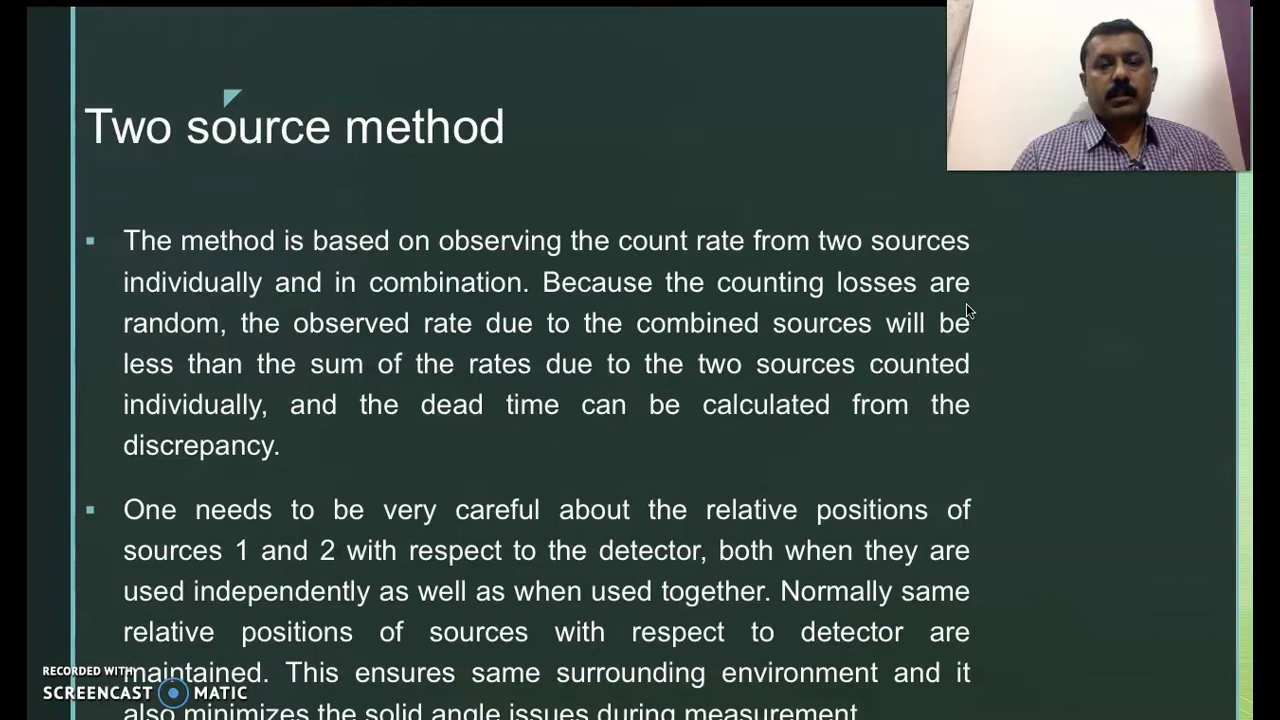 Two source method
▪ The method is based on observing the count rate from two sources
individually and in combination. Because the counting losses are
random, the observed rate due to the combined sources will be
less than the sum of the rates due to the two sources counted
individually, and the dead time can be calculated from the
discrepancy.
▪ One needs to be very careful about the relative positions of
sources 1 and 2 with respect to the detector, both when they are
used independently as well as when used together. Normally same
relative positions of sources with respect to detector are
maintained. This ensures same surrounding environment and it
also minimizes the solid angle issues during measurement
RECORDED WITH
SCREENCAST MATIC